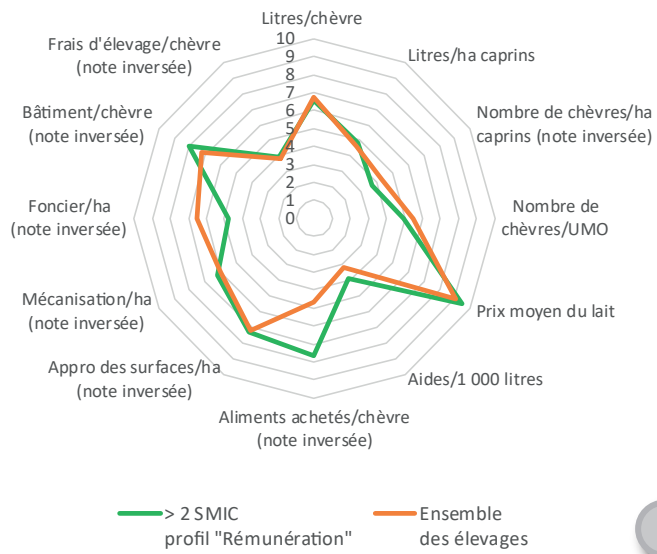 Litres/chèvre
Frais d'élevage/chèvre
(note inversée)
Litres/ha caprins
Bâtiment/chèvre
(note inversée)
Nombre de chèvres/ha
caprins (note inversée)
Foncier/ha
(note inversée)
Nombre de
chèvres/UMO
Mécanisation/ha
(note inversée)
Prix moyen du lait
Appro des surfaces/ha
(note inversée)
Aides/1 000 litres
Aliments achetés/chèvre
(note inversée)
10
9
8
7
6
5
4
3
2
1
0
> 2 SMIC
profil "Rémunération"
Ensemble
des élevages